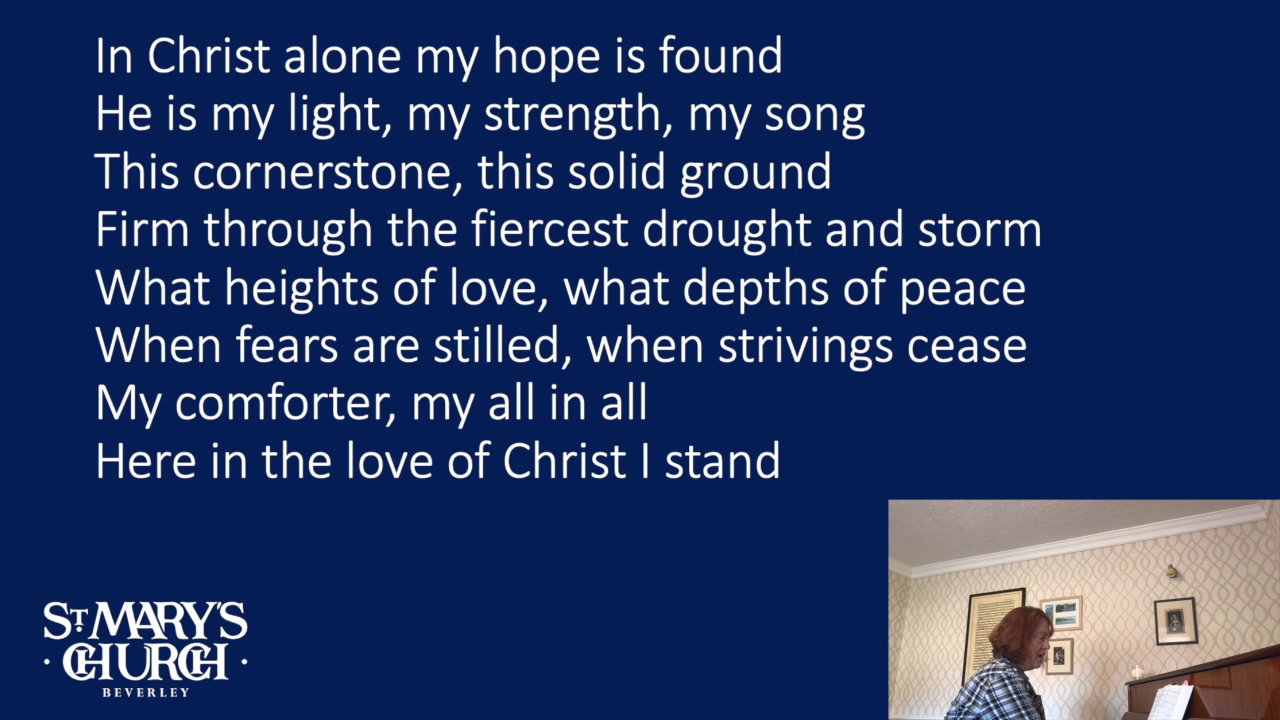 In Christ alone my hope is found
He is my light, my strength, my song
This cornerstone, this solid ground
Firm through the fiercest drought and storm
What heights of love, what depths of peace
When fears are stilled, when strivings cease
My comforter, my all in all
Here in the love of Christ I stand
ST MARY'S
· CHURCH ·
BEVERLEY